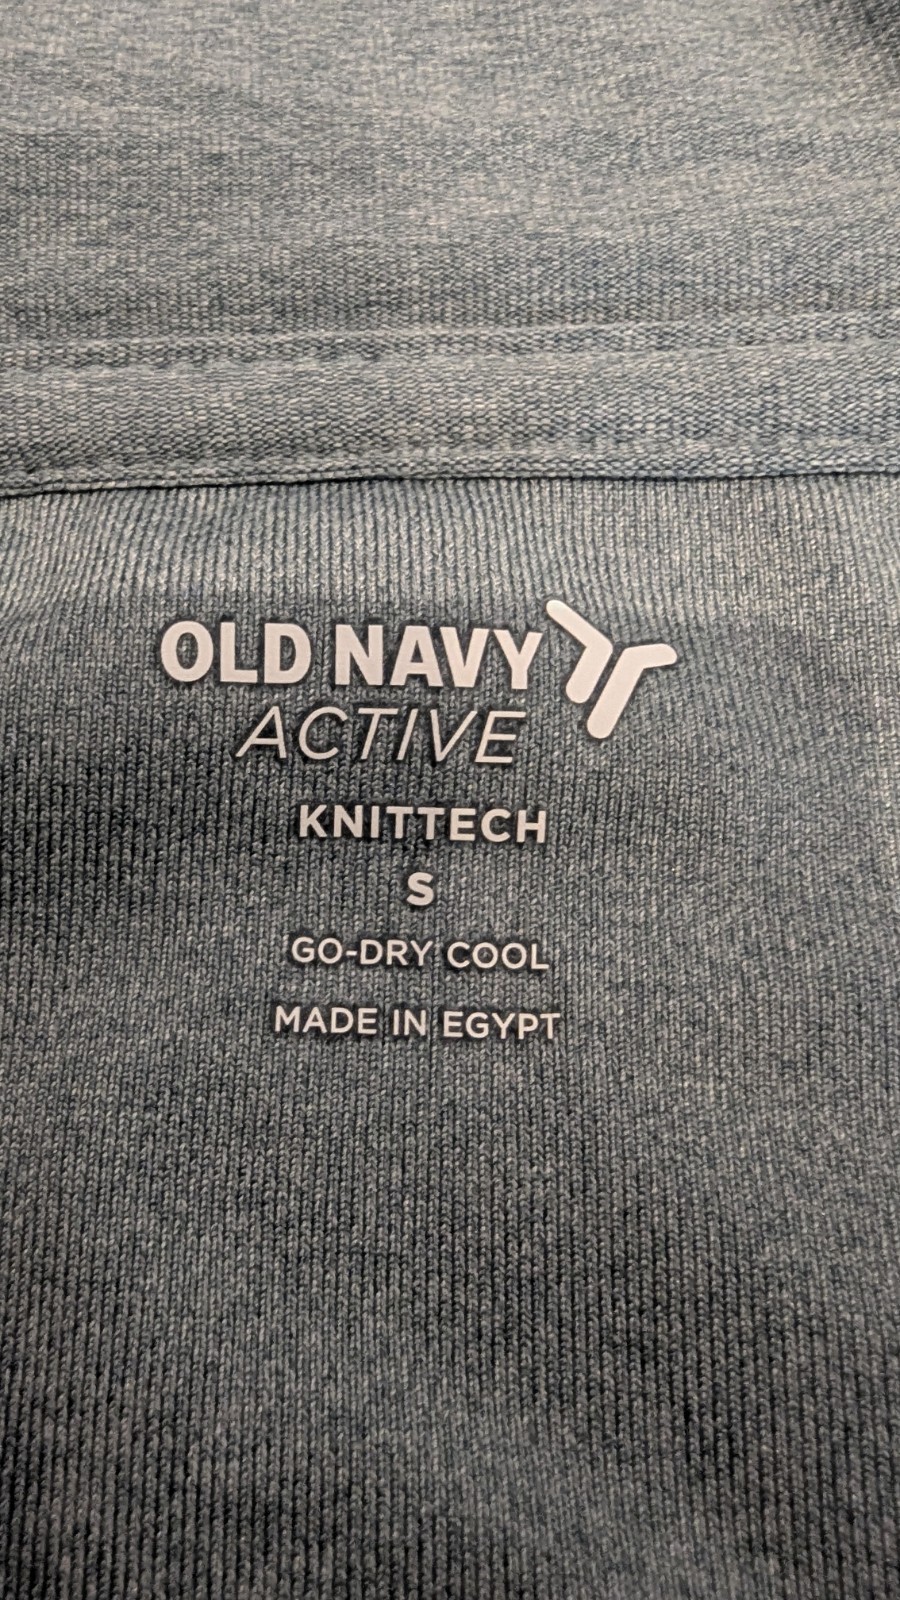 OLD NAVY
ACTIVE
KNITTECH
S
GO-DRY COOL
MADE IN EGYPT